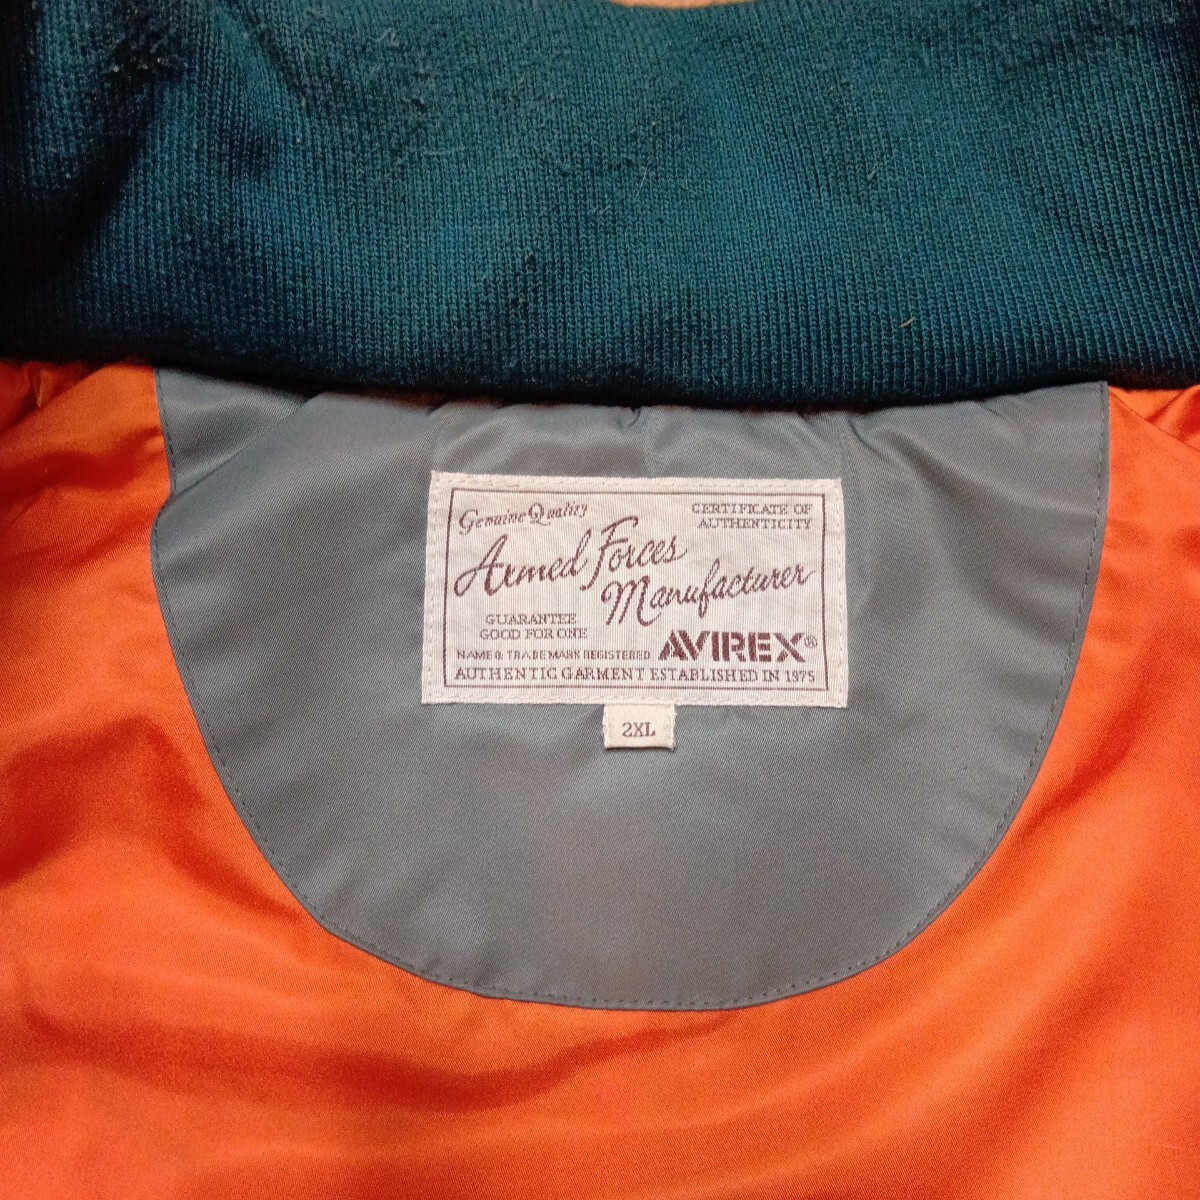 Genuine Quality
CERTIFICATE OF
AUTHENTICITY
Armed Forces
Manufacturer
GUARANTEE
GOOD FOR ONE
NAME & TRADE MARK REGISTERED AVIREX®
AUTHENTIC GARMENT ESTABLISHED IN 1975
2XL